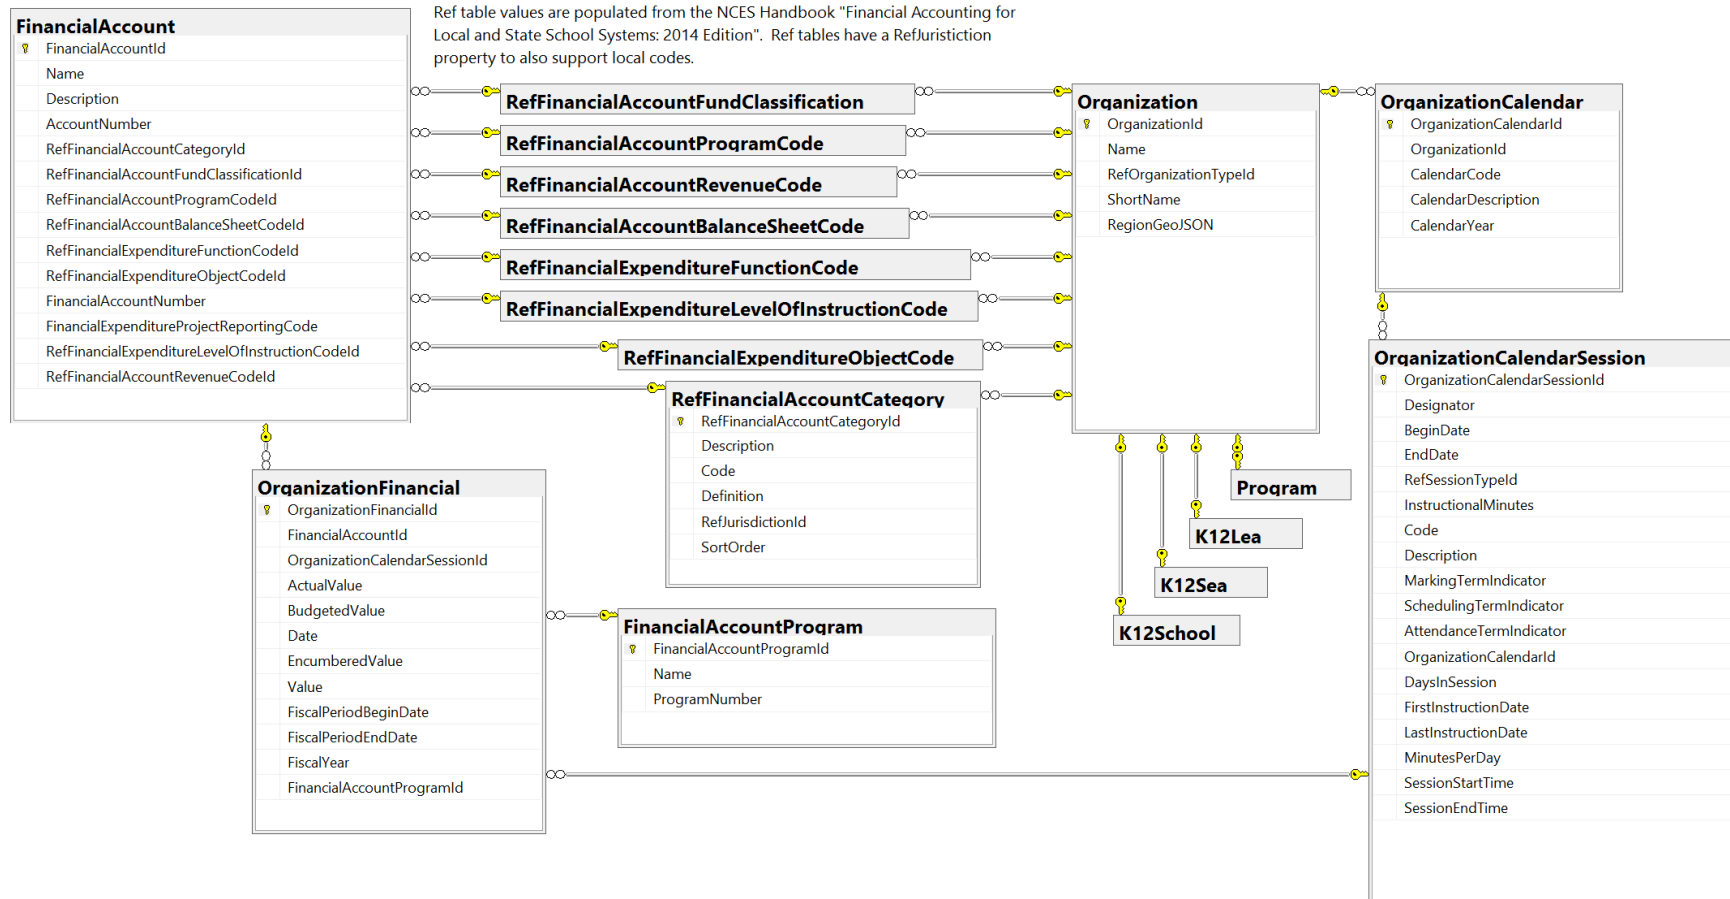 FinancialAccount
FinancialAccountId
Name
Description
AccountNumber
RefFinancialAccountCategoryId
RefFinancialAccountFundClassificationId
RefFinancialAccountProgramCodeId
RefFinancialAccountBalanceSheetCodeId
RefFinancialExpenditureFunctionCodeId
RefFinancialExpenditureObjectCodeId
FinancialAccountNumber
FinancialExpenditureProjectReportingCode
RefFinancialExpenditureLevelOfInstructionCodeId
RefFinancialAccountRevenueCodeId
Ref table values are populated from the NCES Handbook "Financial Accounting for
Local and State School Systems: 2014 Edition".  Ref tables have a RefJuristiction
property to also support local codes.
RefFinancialAccountFundClassification
RefFinancialAccountProgramCode
RefFinancialAccountRevenueCode
RefFinancialAccountBalanceSheetCode
RefFinancialExpenditureFunctionCode
RefFinancialExpenditureLevelOfInstructionCode
RefFinancialExpenditureObjectCode
RefFinancialAccountCategory
RefFinancialAccountCategoryId
Description
Code
Definition
RefJurisdictionId
SortOrder
Organization
OrganizationId
Name
RefOrganizationTypeId
ShortName
RegionGeoJSON
OrganizationCalendar
OrganizationCalendarId
OrganizationId
CalendarCode
CalendarDescription
CalendarYear
OrganizationCalendarSession
OrganizationCalendarSessionId
Designator
BeginDate
EndDate
RefSessionTypeId
InstructionalMinutes
Code
Description
MarkingTermIndicator
SchedulingTermIndicator
AttendanceTermIndicator
OrganizationCalendarId
DaysInSession
FirstInstructionDate
LastInstructionDate
MinutesPerDay
SessionStartTime
SessionEndTime
OrganizationFinancial
OrganizationFinancialId
FinancialAccountId
OrganizationCalendarSessionId
ActualValue
BudgetedValue
Date
EncumberedValue
Value
FiscalPeriodBeginDate
FiscalPeriodEndDate
FiscalYear
FinancialAccountProgramId
FinancialAccountProgram
FinancialAccountProgramId
Name
ProgramNumber
Program
K12Lea
K12Sea
K12School